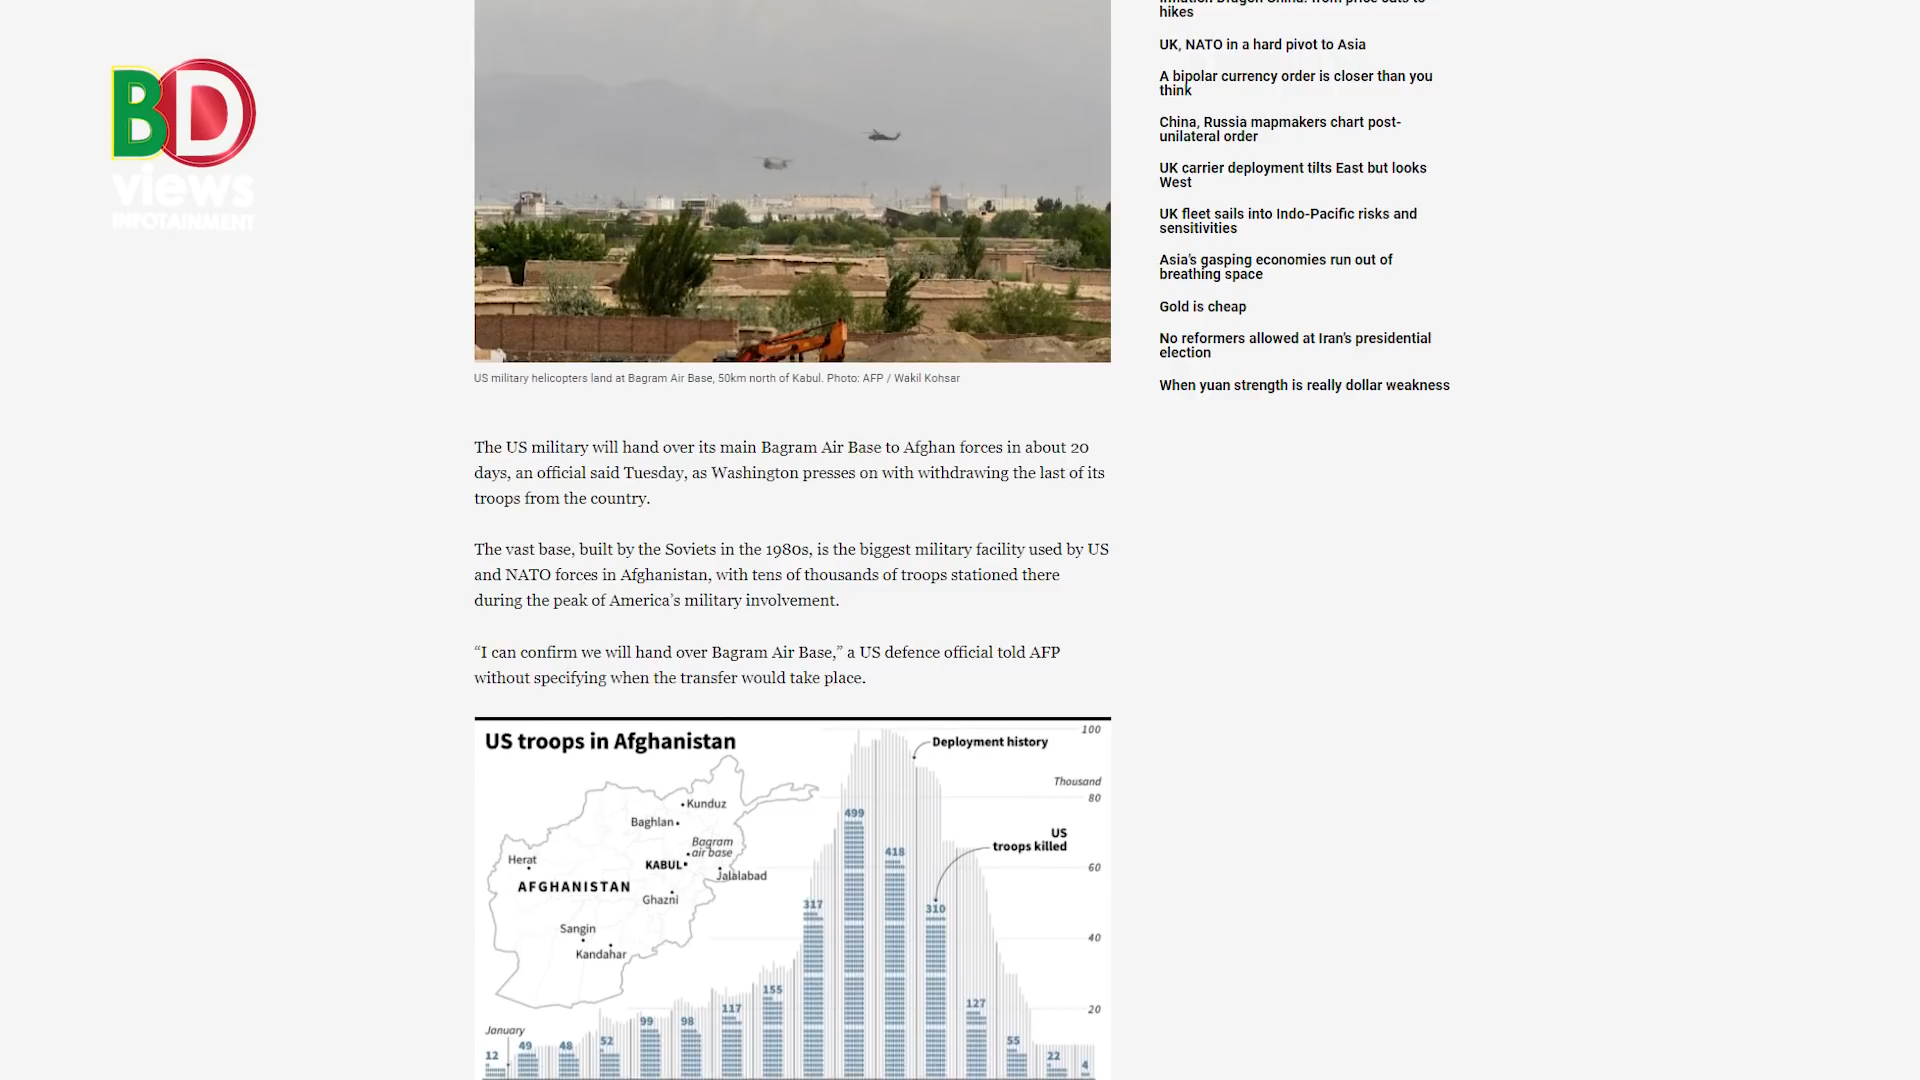 BD
views
INFOTAINMENT
hikes
UK, NATO in a hard pivot to Asia
A bipolar currency order is closer than you
think
China, Russia mapmakers chart post-
unilateral order
UK carrier deployment tilts East but looks
West
UK fleet sails into Indo-Pacific risks and
sensitivities
Asia’s gasping economies run out of
breathing space
Gold is cheap
No reformers allowed at Iran’s presidential
election
When yuan strength is really dollar weakness
US military helicopters land at Bagram Air Base, 50km north of Kabul. Photo: AFP / Wakil Kohsar
The US military will hand over its main Bagram Air Base to Afghan forces in about 20
days, an official said Tuesday, as Washington presses on with withdrawing the last of its
troops from the country.
The vast base, built by the Soviets in the 1980s, is the biggest military facility used by US
and NATO forces in Afghanistan, with tens of thousands of troops stationed there
during the peak of America’s military involvement.
“I can confirm we will hand over Bagram Air Base,” a US defence official told AFP
without specifying when the transfer would take place.
US troops in Afghanistan
Deployment history
100
Thousand
80
US
troops killed
60
40
20
Kunduz
Baghlan
Bagram
air base
KABUL
Jalalabad
Herat
AFGHANISTAN
Ghazni
Sangin
Kandahar
January
12
49
48
52
99
98
117
155
317
499
418
310
127
55
22
4